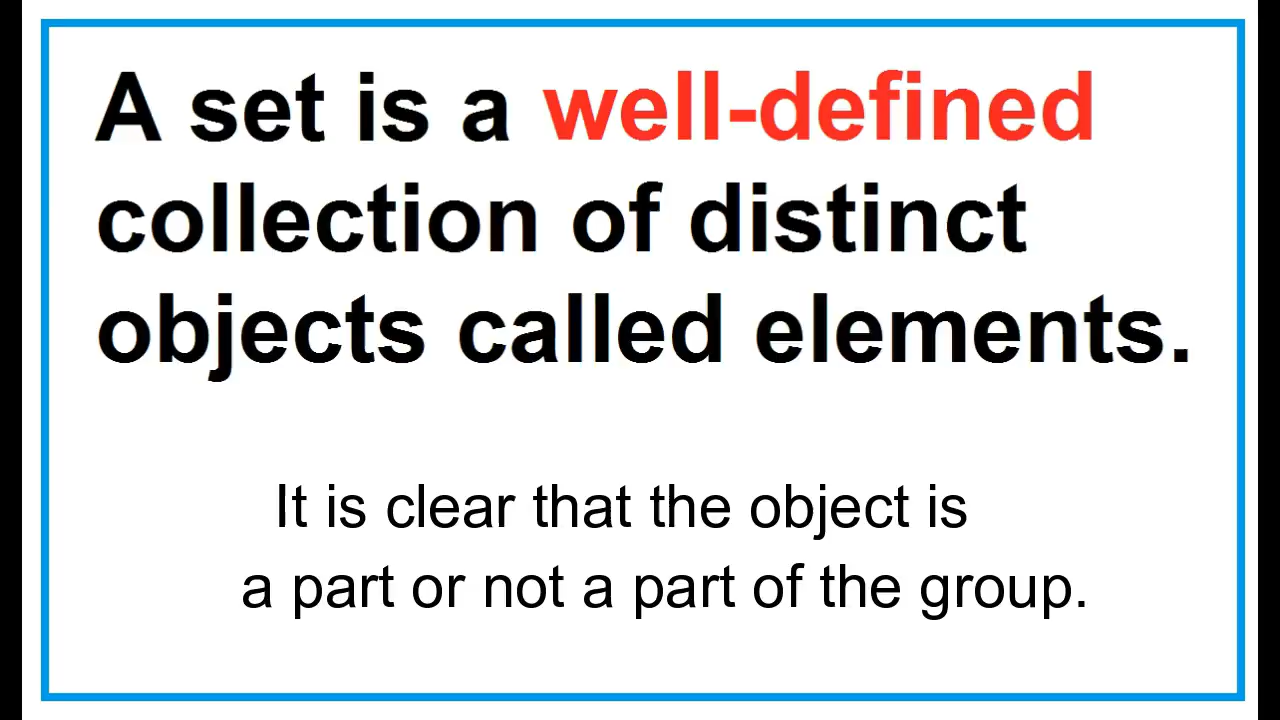 A set is a well-defined
collection of distinct
objects called elements.
It is clear that the object is
a part or not a part of the group.